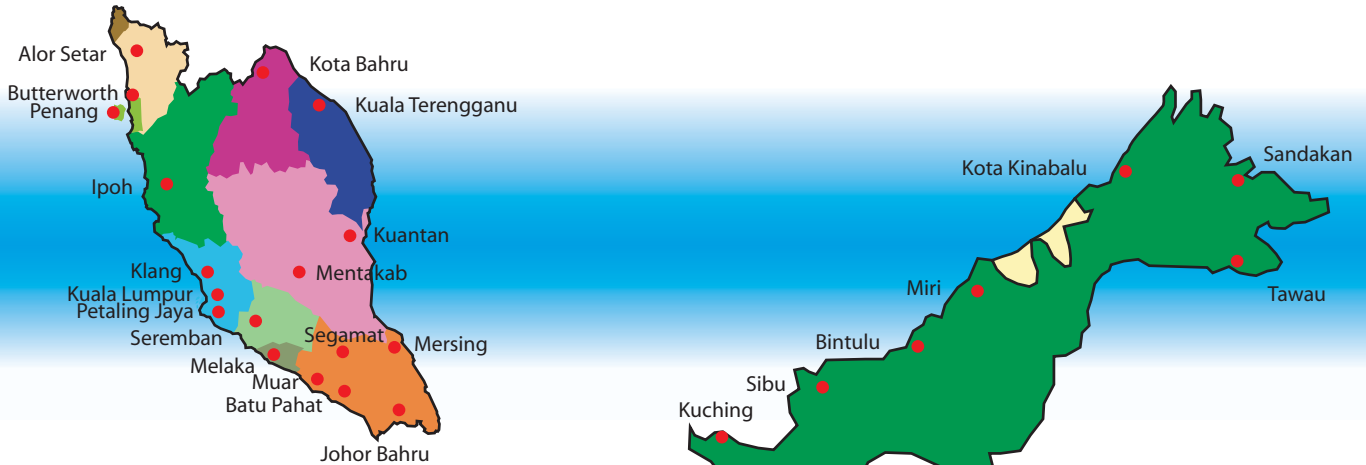 Alor Setar
Kota Bahru
Butterworth
Penang
Kuala Terengganu
Ipoh
Kuantan
Klang
Mentakab
Kuala Lumpur
Petaling Jaya
Seremban
Segamat
Mersing
Melaka
Muar
Batu Pahat
Johor Bahru
Kota Kinabalu
Sandakan
Miri
Tawau
Bintulu
Sibu
Kuching